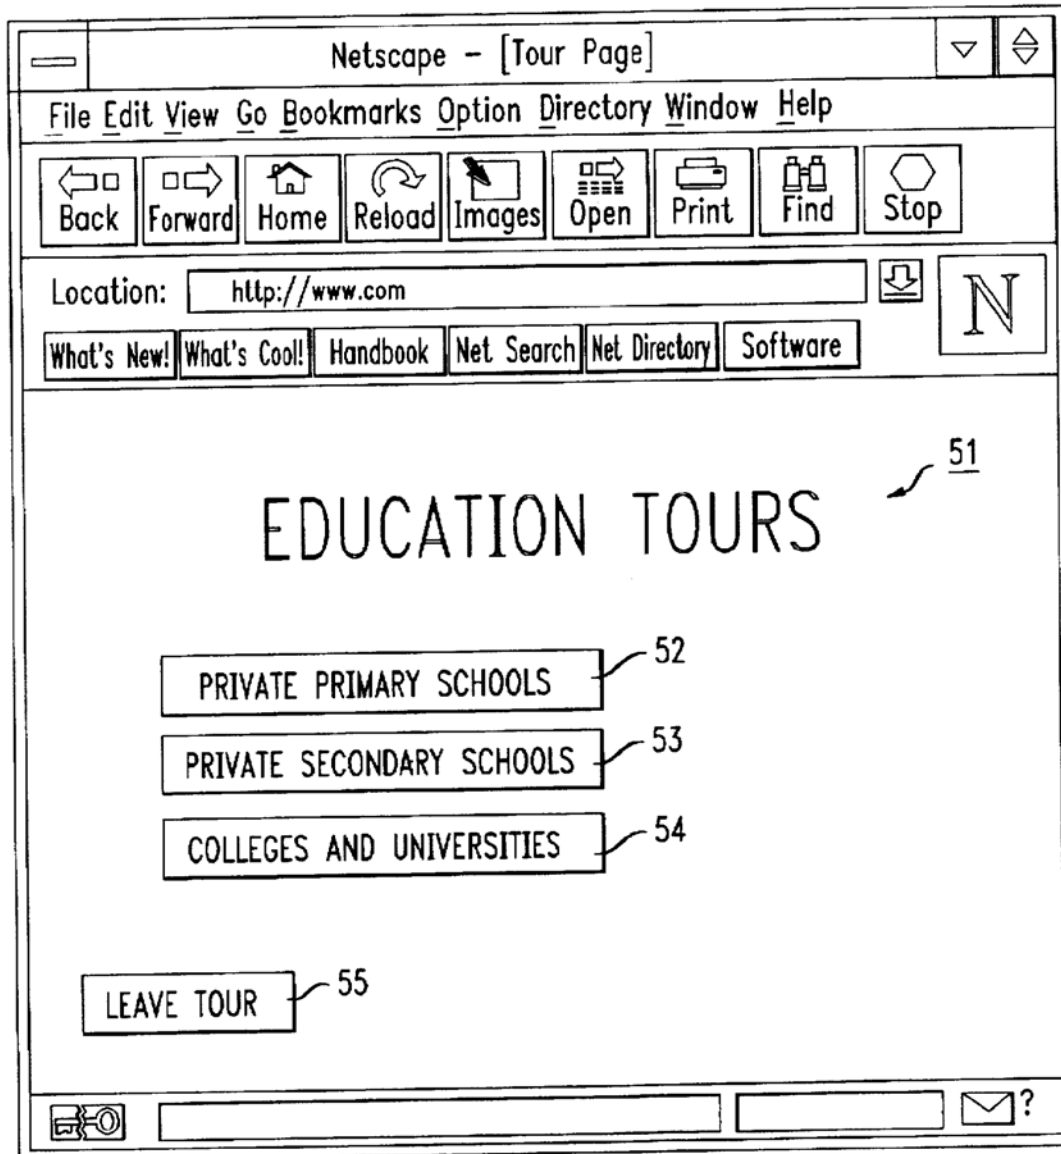 Netscape - [Tour Page]
File Edit View Go Bookmarks Option Directory Window Help
Back Forward Home Reload Images Open Print Find Stop
Location: http://www.com
N
What's New! What's Cool! Handbook Net Search Net Directory Software
51
EDUCATION TOURS
PRIVATE PRIMARY SCHOOLS 52
PRIVATE SECONDARY SCHOOLS 53
COLLEGES AND UNIVERSITIES 54
LEAVE TOUR 55
?